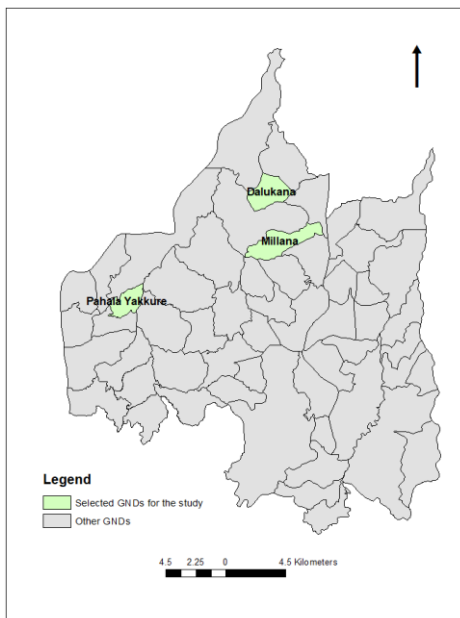 Dalukana
Millana
Pahala Yakkure
Legend
Selected GNDs for the study
Other GNDs
4.5 2.25 0 4.5 Kilometers